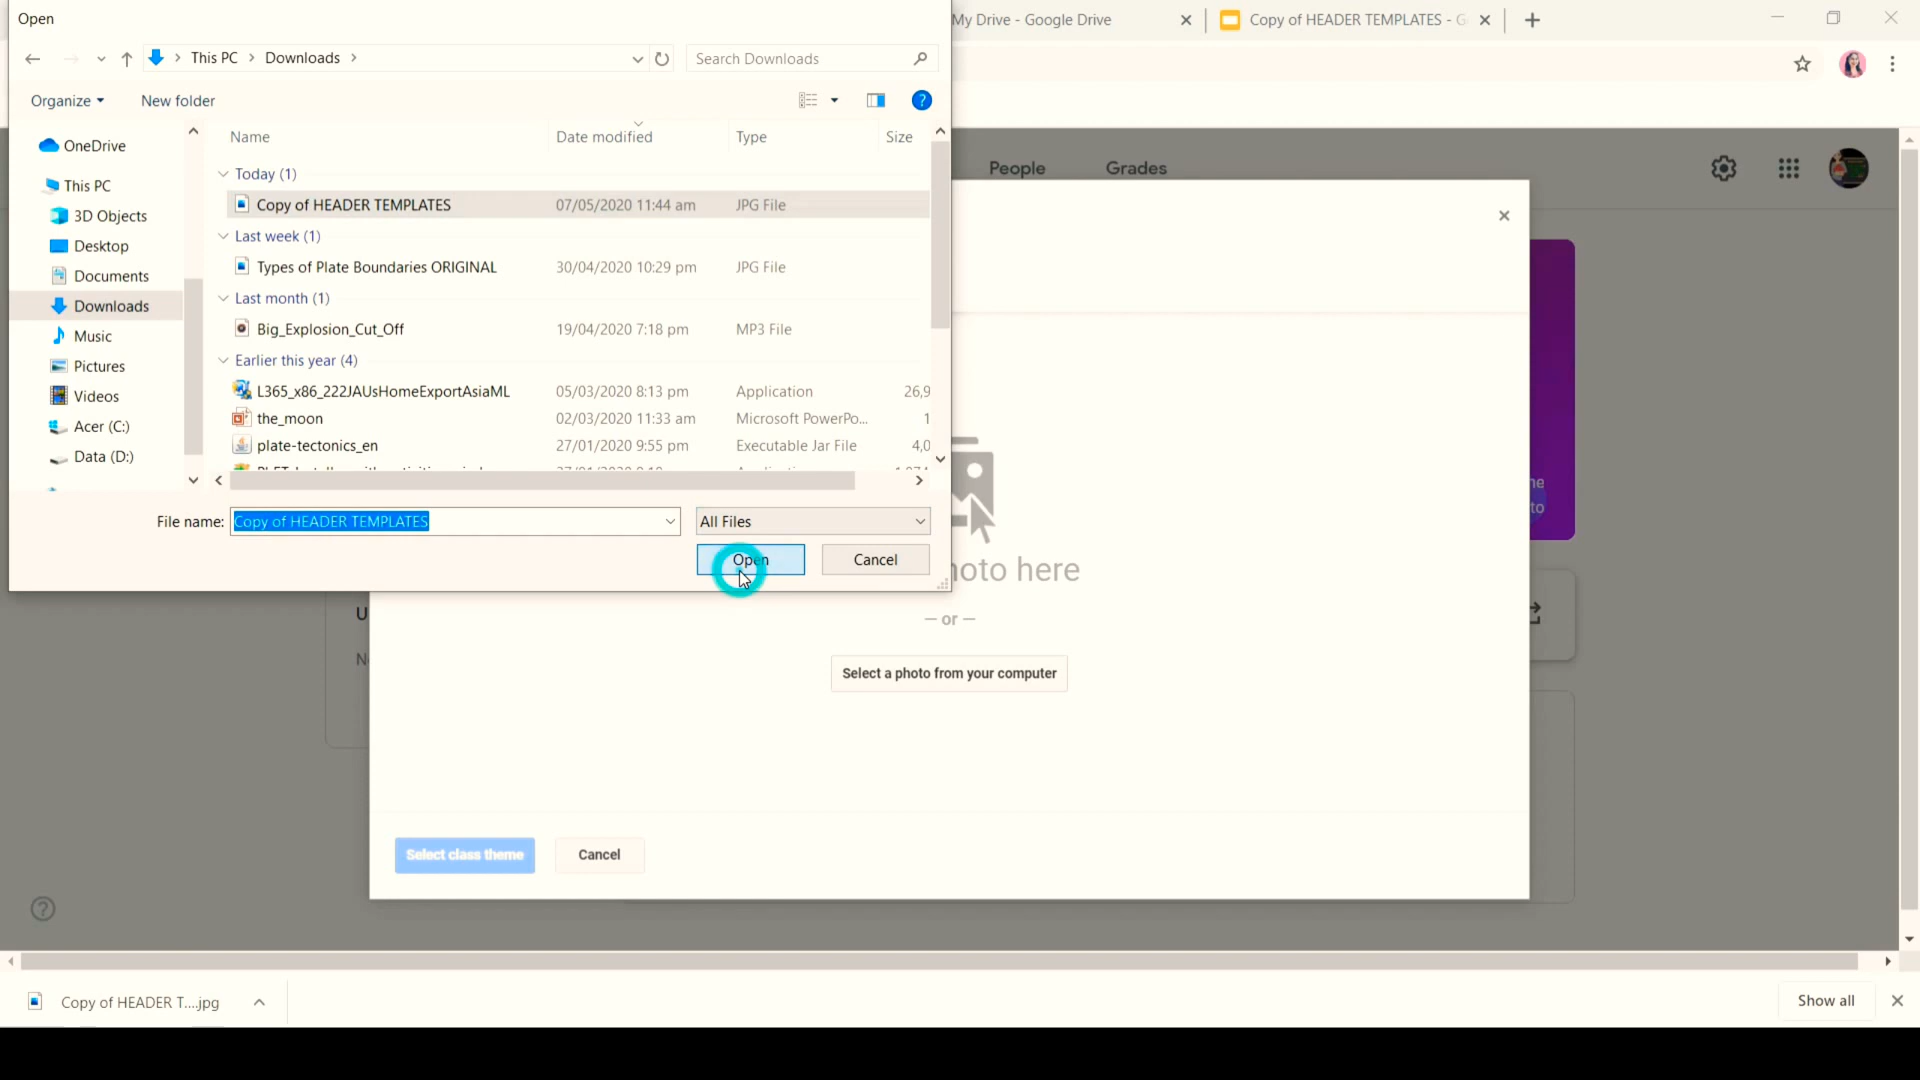 Open
My Drive - Google Drive
Copy of HEADER TEMPLATES - G
This PC
Downloads
Search Downloads
Organize
New folder
Name
Date modified
Type
Size
OneDrive
This PC
3D Objects
Desktop
Documents
Downloads
Music
Pictures
Videos
Acer (C:)
Data (D:)
Today (1)
Copy of HEADER TEMPLATES 07/05/2020 11:44 am JPG File
Last week (1)
Types of Plate Boundaries ORIGINAL 30/04/2020 10:29 pm JPG File
Last month (1)
Big_Explosion_Cut_Off 19/04/2020 7:18 pm MP3 File
Earlier this year (4)
L365_x86_222JAUsHomeExportAsiaML 05/03/2020 8:13 pm Application 26,9
the_moon 02/03/2020 11:33 am Microsoft PowerPo... 1
plate-tectonics_en 27/01/2020 9:55 pm Executable Jar File 4,0
File name: Copy of HEADER TEMPLATES
All Files
Open
Cancel
People
Grades
hoto here
– or –
Select a photo from your computer
Select class theme
Cancel
Copy of HEADER T....jpg
Show all